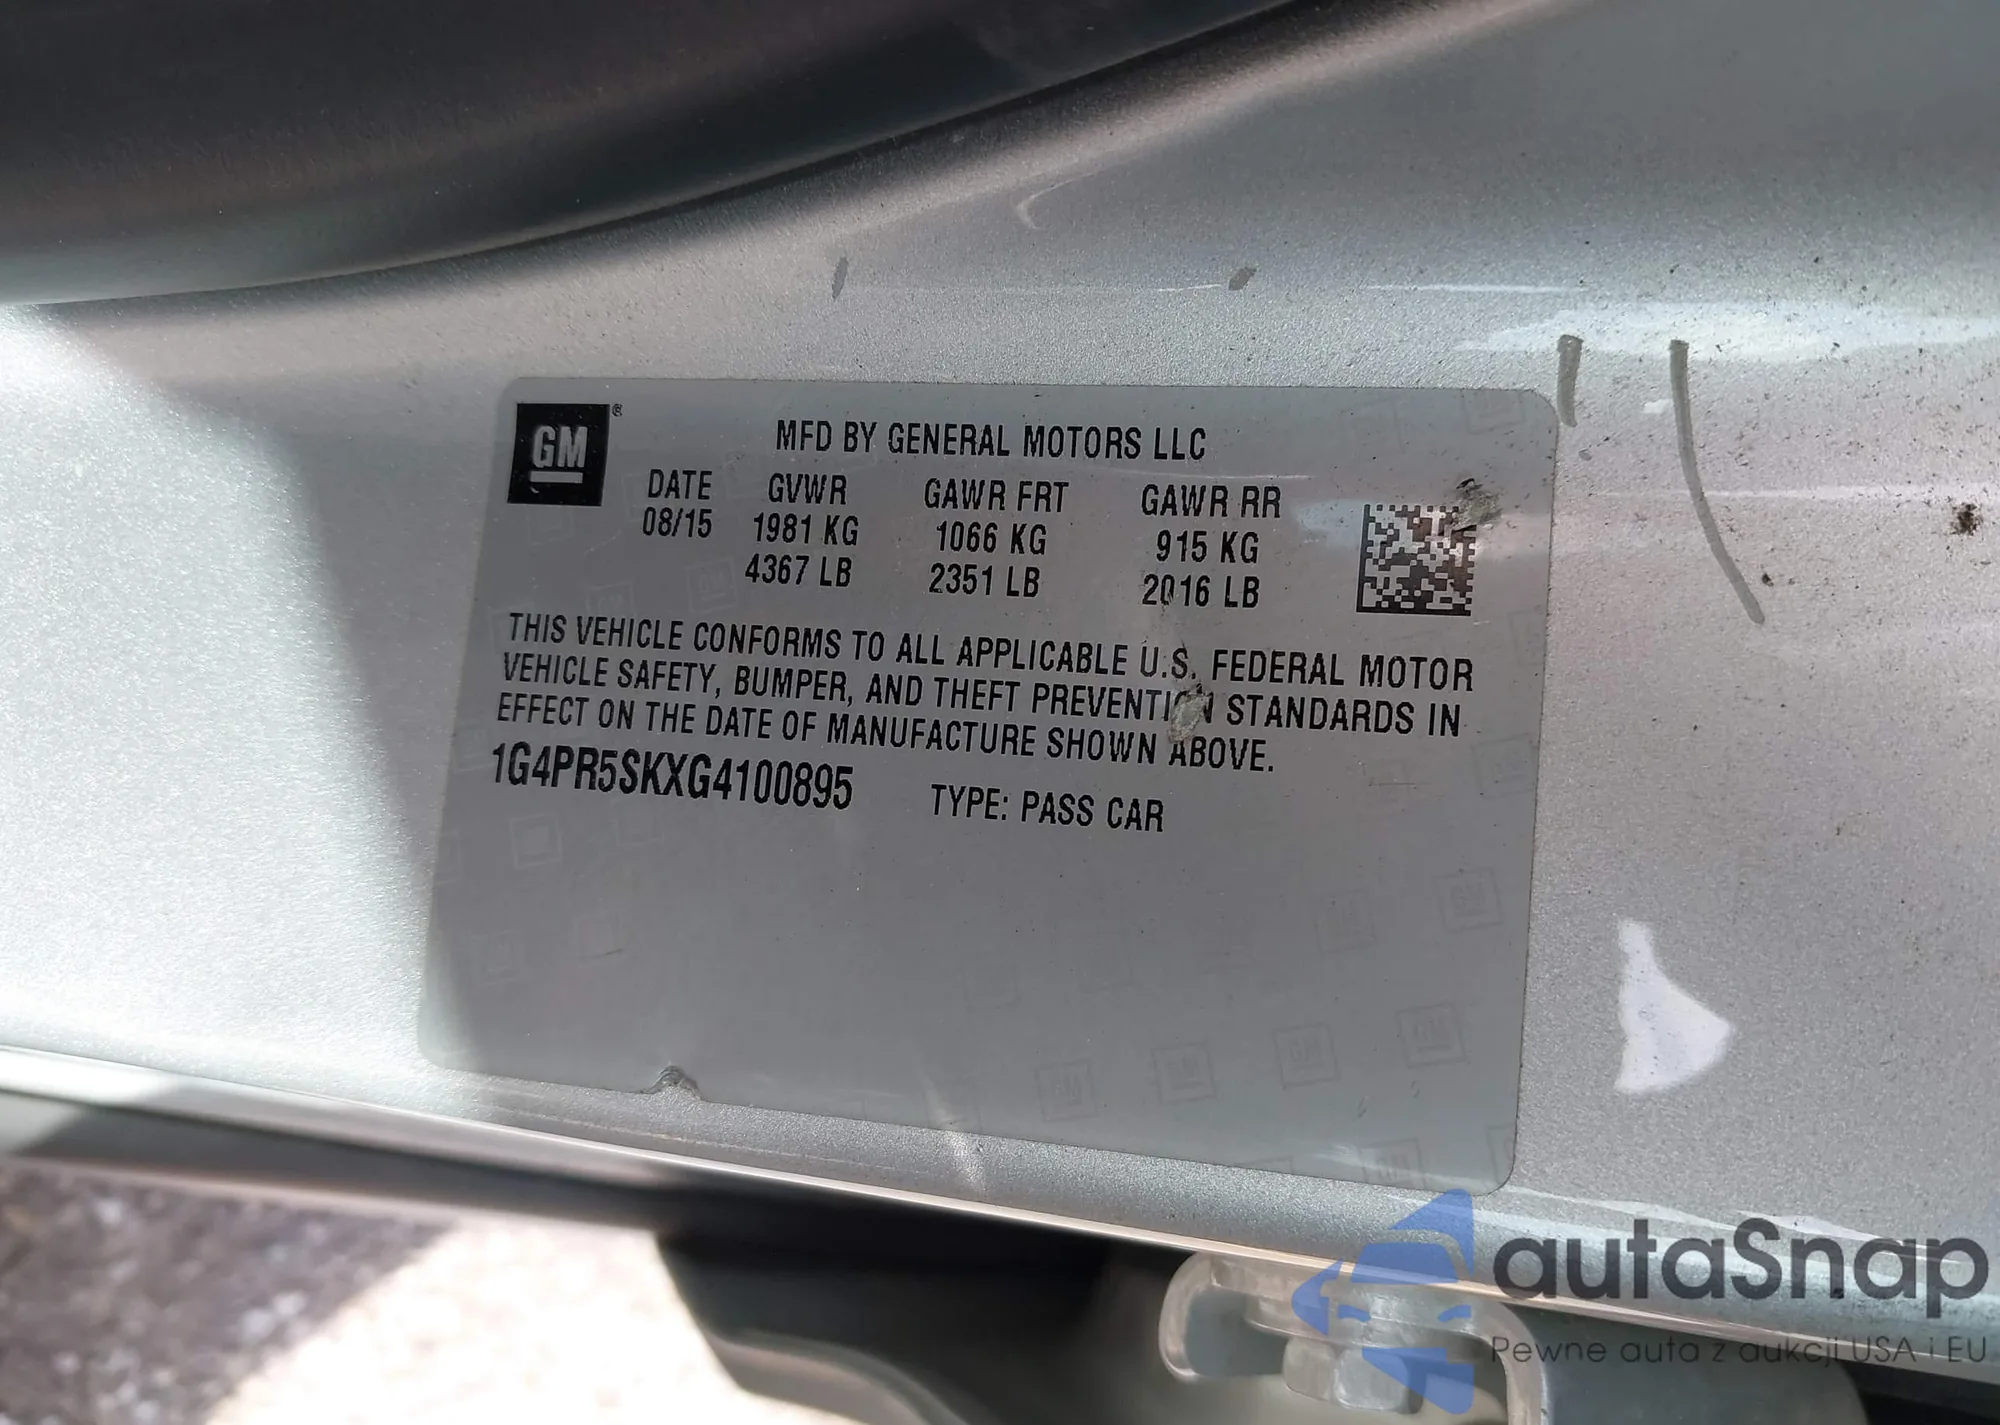 GM ®
MFD BY GENERAL MOTORS LLC
DATE GVWR GAWR FRT GAWR RR
08/15 1981 KG 1066 KG 915 KG
4367 LB 2351 LB 2016 LB
THIS VEHICLE CONFORMS TO ALL APPLICABLE U.S. FEDERAL MOTOR
VEHICLE SAFETY, BUMPER, AND THEFT PREVENTION STANDARDS IN
EFFECT ON THE DATE OF MANUFACTURE SHOWN ABOVE.
1G4PR5SKXG4100895 TYPE: PASS CAR
autaSnap
Pewne auta z aukcji USA i EU